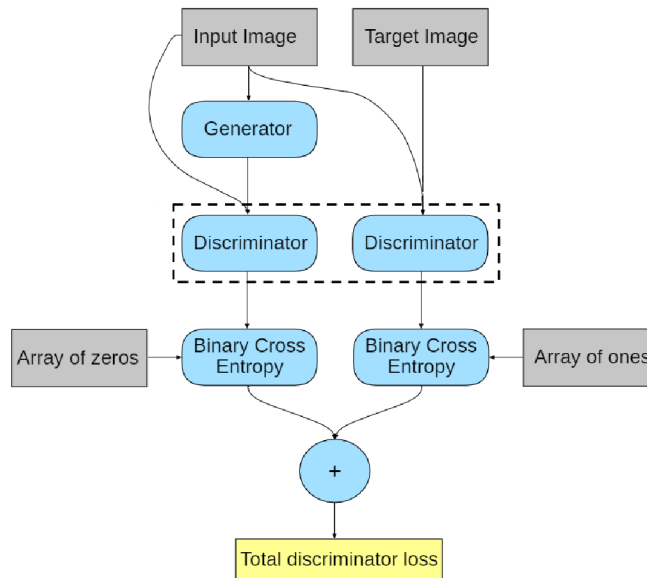 Input Image
Target Image
Generator
Discriminator
Discriminator
Array of zeros
Binary Cross
Entropy
Binary Cross
Entropy
Array of ones
+
Total discriminator loss